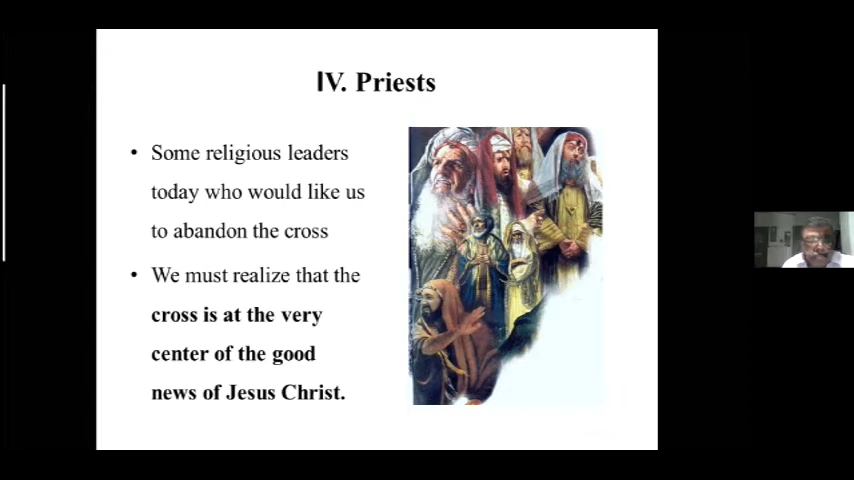 IV. Priests
• Some religious leaders
today who would like us
to abandon the cross
• We must realize that the
cross is at the very
center of the good
news of Jesus Christ.